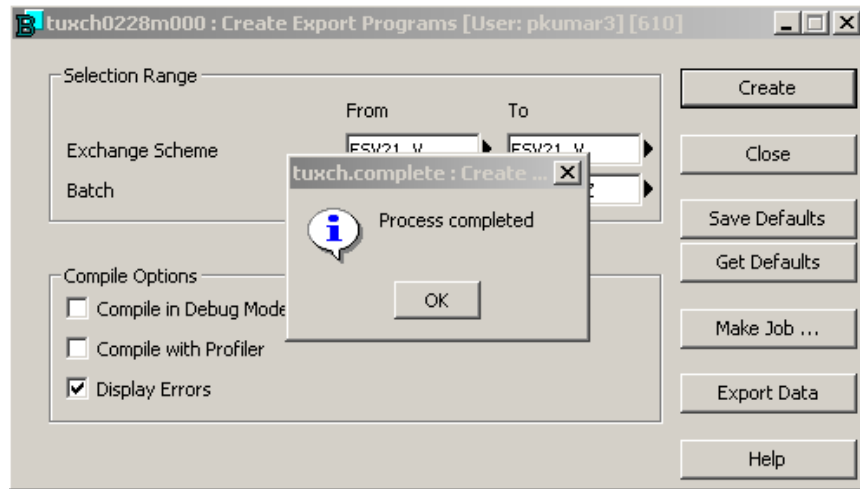 tuxch0228m000 : Create Export Programs [User: pkumar3] [610]
Selection Range
Create
From To
Exchange Scheme
Close
tuxch.complete : Create ...
Batch
Process completed
Save Defaults
Get Defaults
Compile Options
Compile in Debug Mode
OK
Make Job ...
Compile with Profiler
Display Errors
Export Data
Help